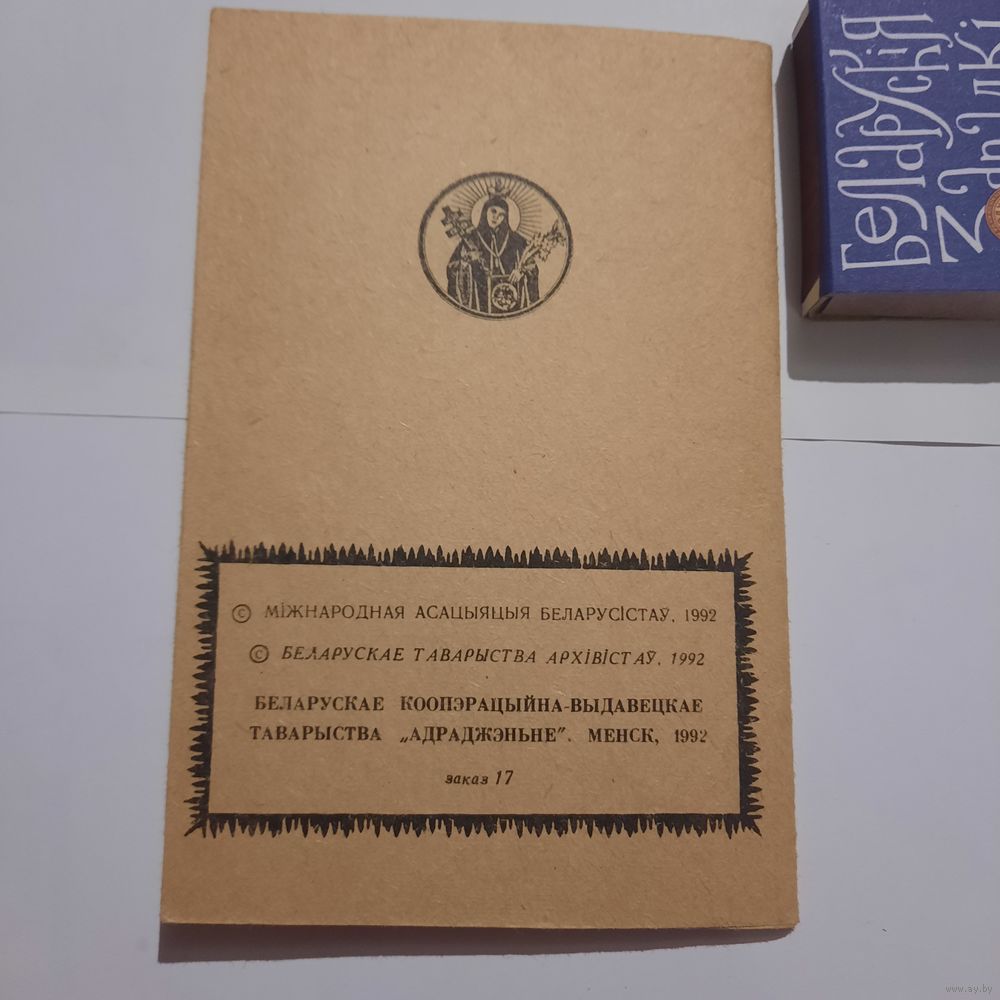 © МІЖНАРОДНАЯ АСАЦЫЯЦЫЯ БЕЛАРУСІСТАЎ, 1992
© БЕЛАРУСКАЕ ТАВАРЫСТВА АРХІВІСТАЎ, 1992
БЕЛАРУСКАЕ КООПЭРАЦЫЙНА-ВЫДАВЕЦКАЕ
ТАВАРЫСТВА „АДРАДЖЭНЬНЕ". МЕНСК, 1992
заказ 17
БЕЛАРУСКІЯ
www.ay.by